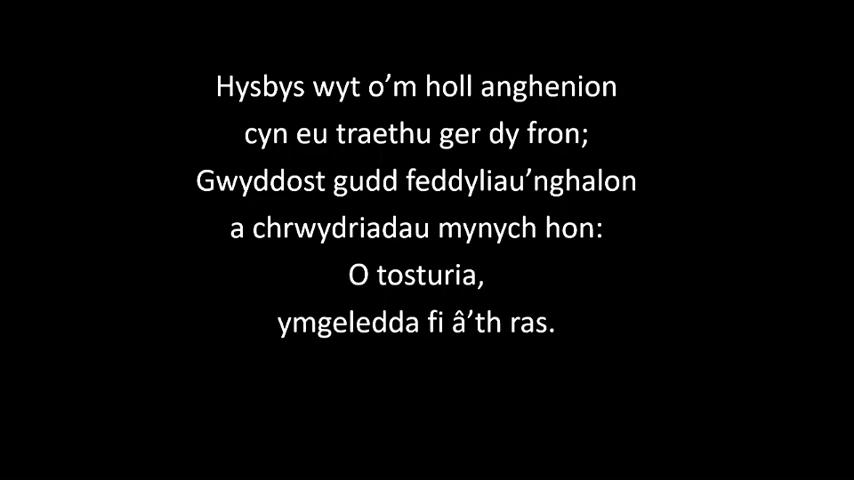 Hysbys wyt o’m holl anghenion
cyn eu traethu ger dy fron;
Gwyddost gudd feddyliau’nghalon
a chrwydriadau mynych hon:
O tosturia,
ymgeledda fi â’th ras.